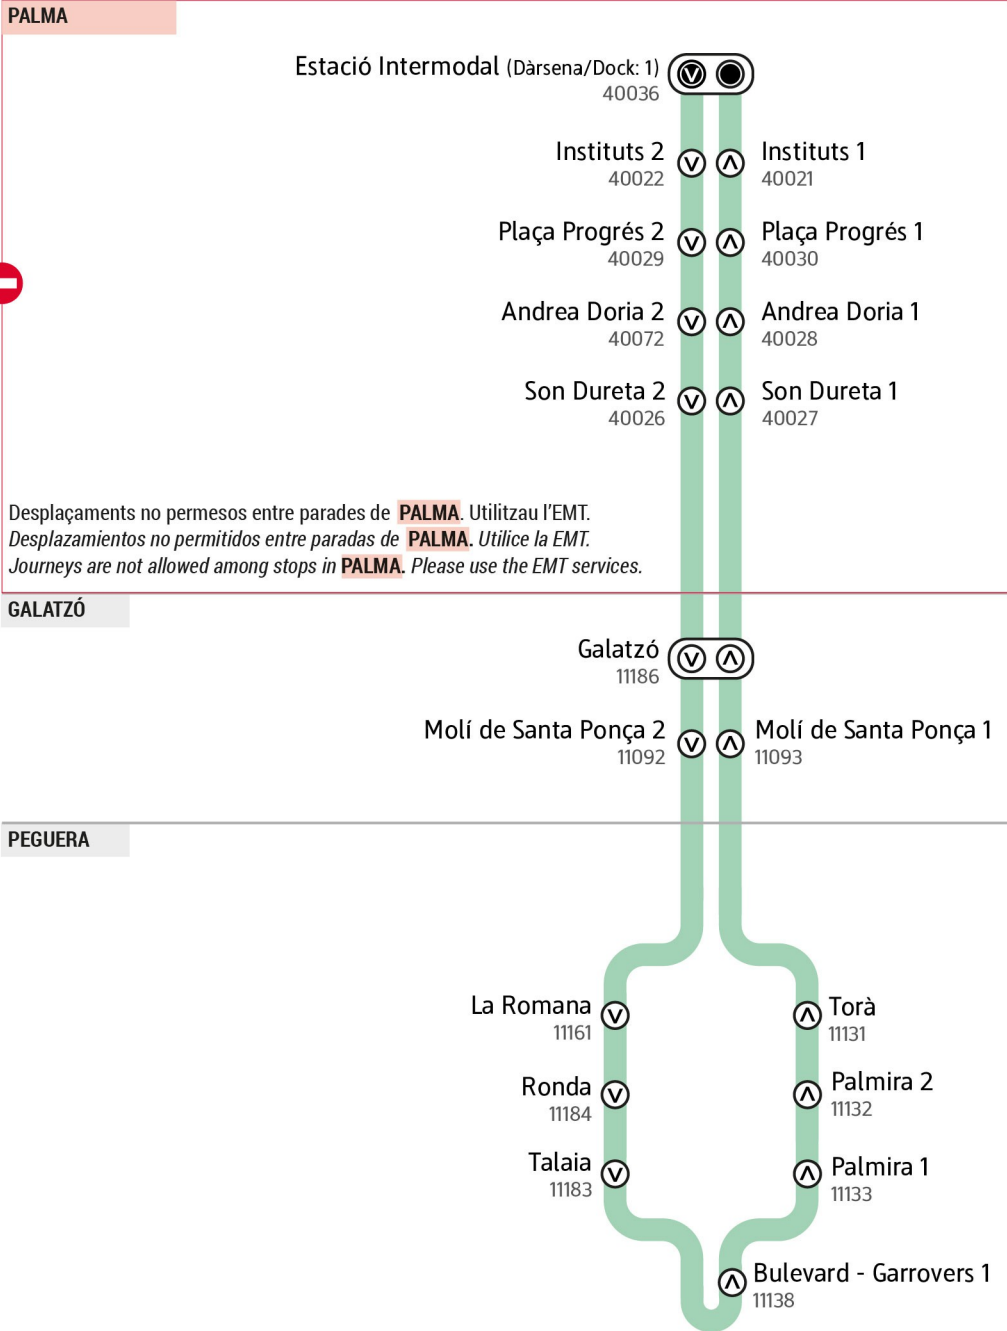 PALMA
Estació Intermodal (Dàrsena/Dock: 1)
40036
Instituts 2
40022
Instituts 1
40021
Plaça Progrés 2
40029
Plaça Progrés 1
40030
Andrea Doria 2
40072
Andrea Doria 1
40028
Son Dureta 2
40026
Son Dureta 1
40027
Desplaçaments no permesos entre parades de PALMA. Utilitzau l'EMT.
Desplazamientos no permitidos entre paradas de PALMA. Utilice la EMT.
Journeys are not allowed among stops in PALMA. Please use the EMT services.
GALATZÓ
Galatzó
11186
Molí de Santa Ponça 2
11092
Molí de Santa Ponça 1
11093
PEGUERA
La Romana
11161
Torà
11131
Ronda
11184
Palmira 2
11132
Talaia
11183
Palmira 1
11133
Bulevard - Garrovers 1
11138